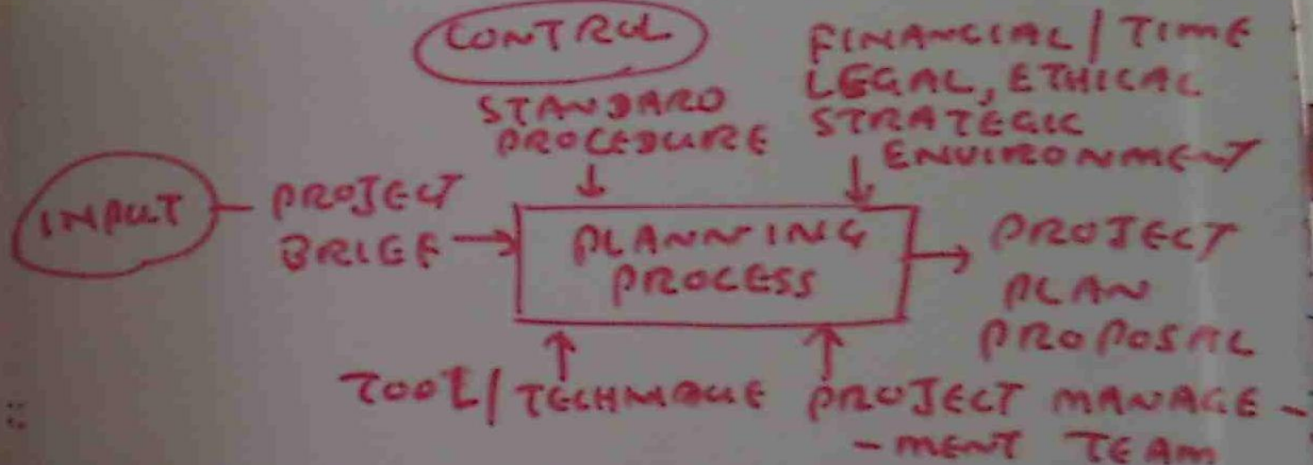 CONTROL
STANDARD
PROCEDURE
FINANCIAL / TIME
LEGAL, ETHICAL
STRATEGIC
ENVIRONMENT
INPUT
PROJECT
BRIEF
PLANNING
PROCESS
PROJECT
PLAN
PROPOSAL
TOOL / TECHNIQUE
PROJECT MANAGE -
- MENT TEAM